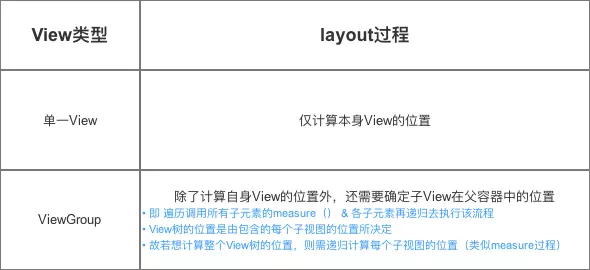 View类型
layout过程
单一View
仅计算本身View的位置
ViewGroup
除了计算自身View的位置外，还需要确定子View在父容器中的位置
• 即 遍历调用所有子元素的measure（） & 各子元素再递归去执行该流程
• View树的位置是由包含的每个子视图的位置所决定
• 故若想计算整个View树的位置，则需递归计算每个子视图的位置（类似measure过程）